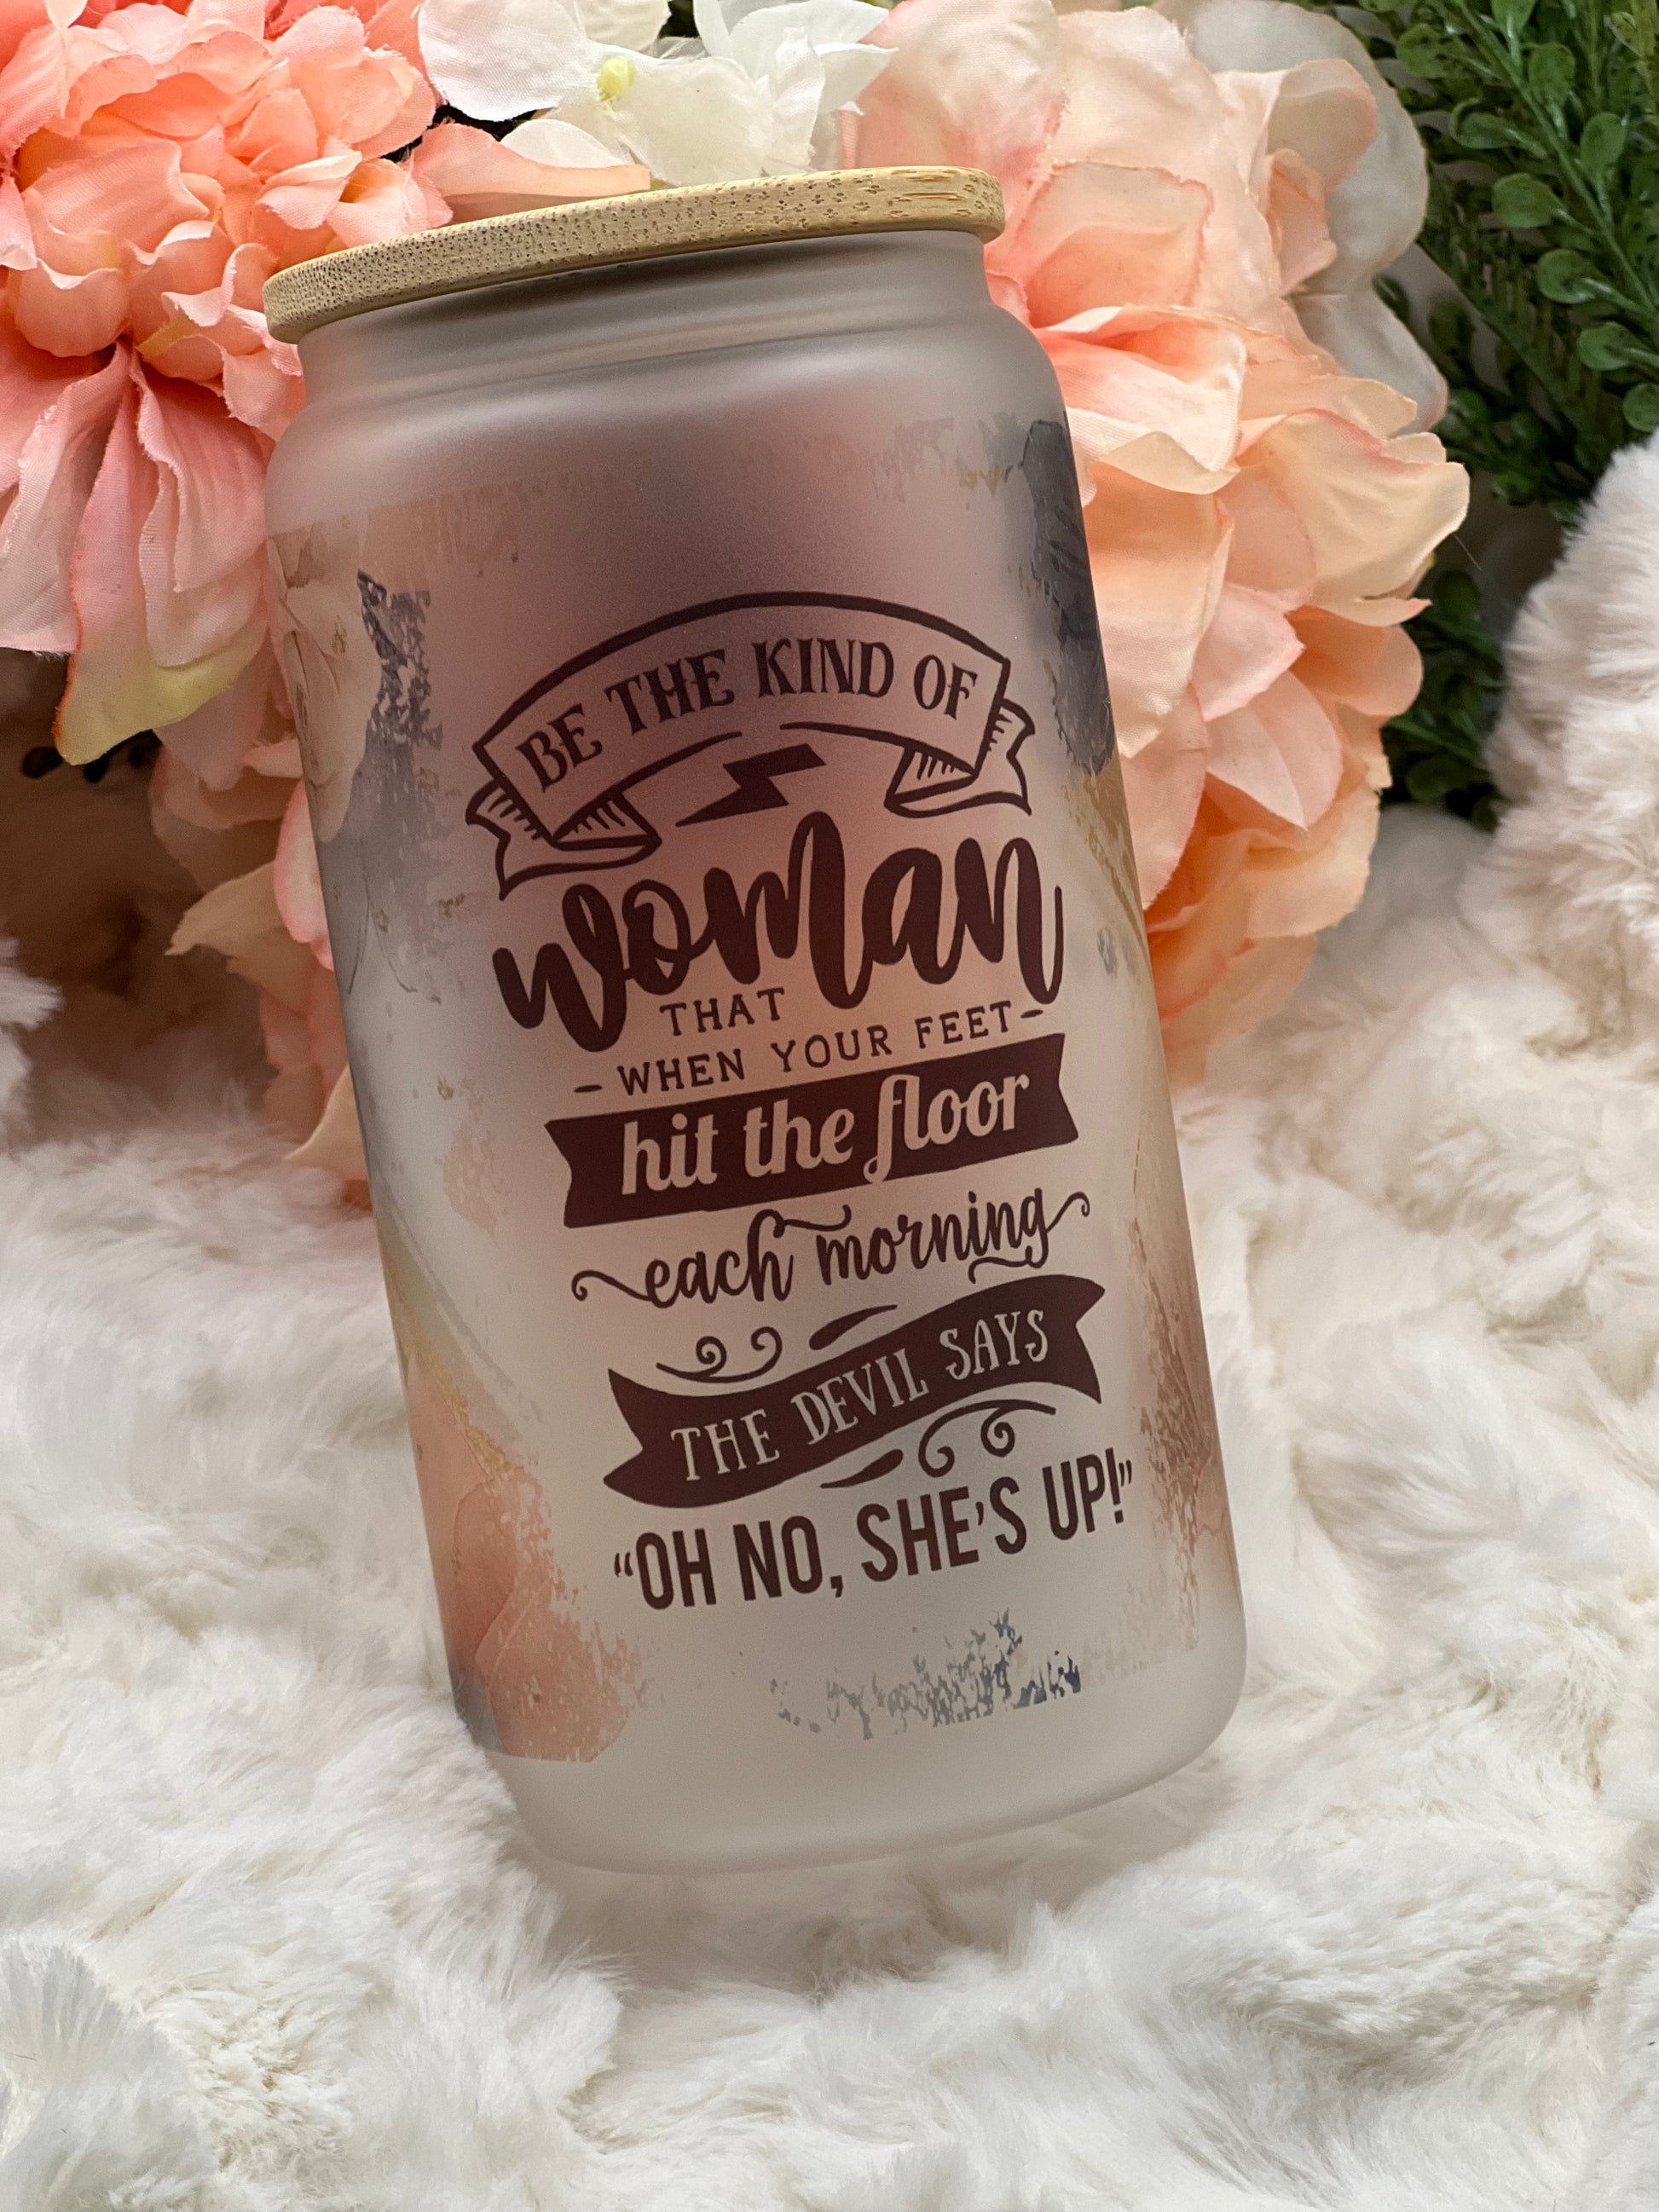 BE THE KIND OF
woman
THAT
-WHEN YOUR FEET-
hit the floor
each morning
THE DEVIL SAYS
“OH NO, SHE’S UP!”